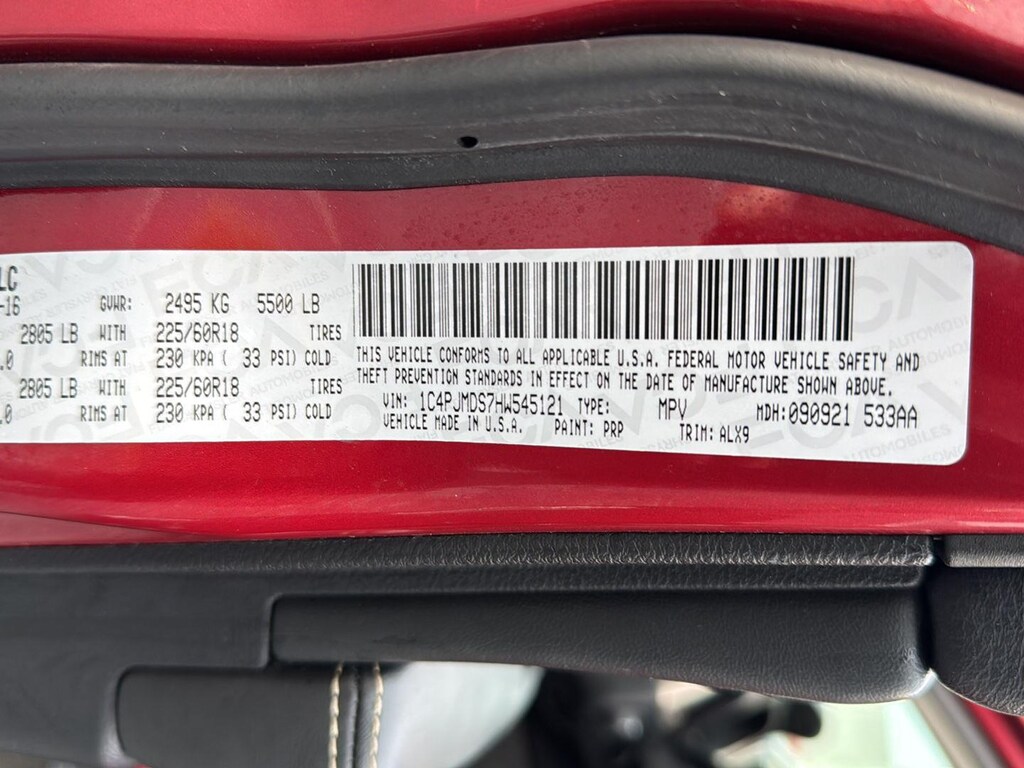 LC
-16 GVWR: 2495 KG 5500 LB
2805 LB WITH 225/60R18 TIRES
.0 RIMS AT 230 KPA ( 33 PSI) COLD
2805 LB WITH 225/60R18 TIRES
.0 RIMS AT 230 KPA ( 33 PSI) COLD
THIS VEHICLE CONFORMS TO ALL APPLICABLE U.S.A. FEDERAL MOTOR VEHICLE SAFETY AND
THEFT PREVENTION STANDARDS IN EFFECT ON THE DATE OF MANUFACTURE SHOWN ABOVE.
VIN: 1C4PJMDS7HW545121 TYPE: MPV MDH:090921 533AA
VEHICLE MADE IN U.S.A. PAINT: PRP TRIM: ALX9